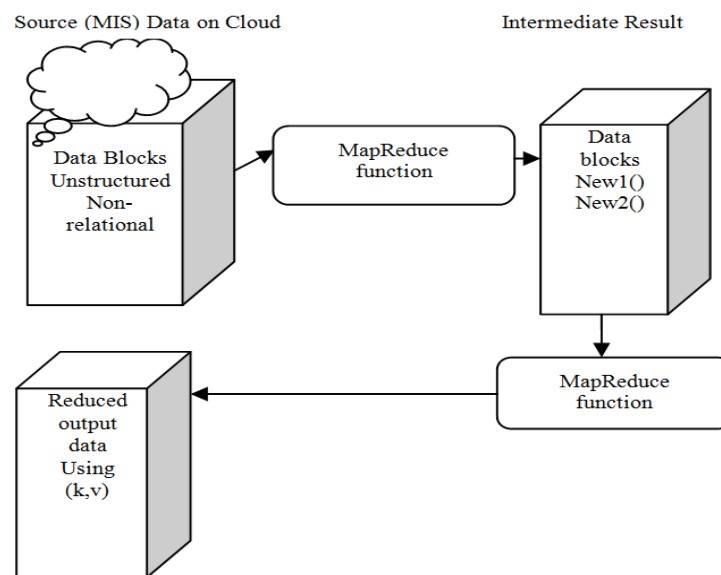 Source (MIS) Data on Cloud
Intermediate Result
Data Blocks
Unstructured
Non-
relational
MapReduce
function
Data
blocks
New1()
New2()
MapReduce
function
Reduced
output
data
Using
(k,v)